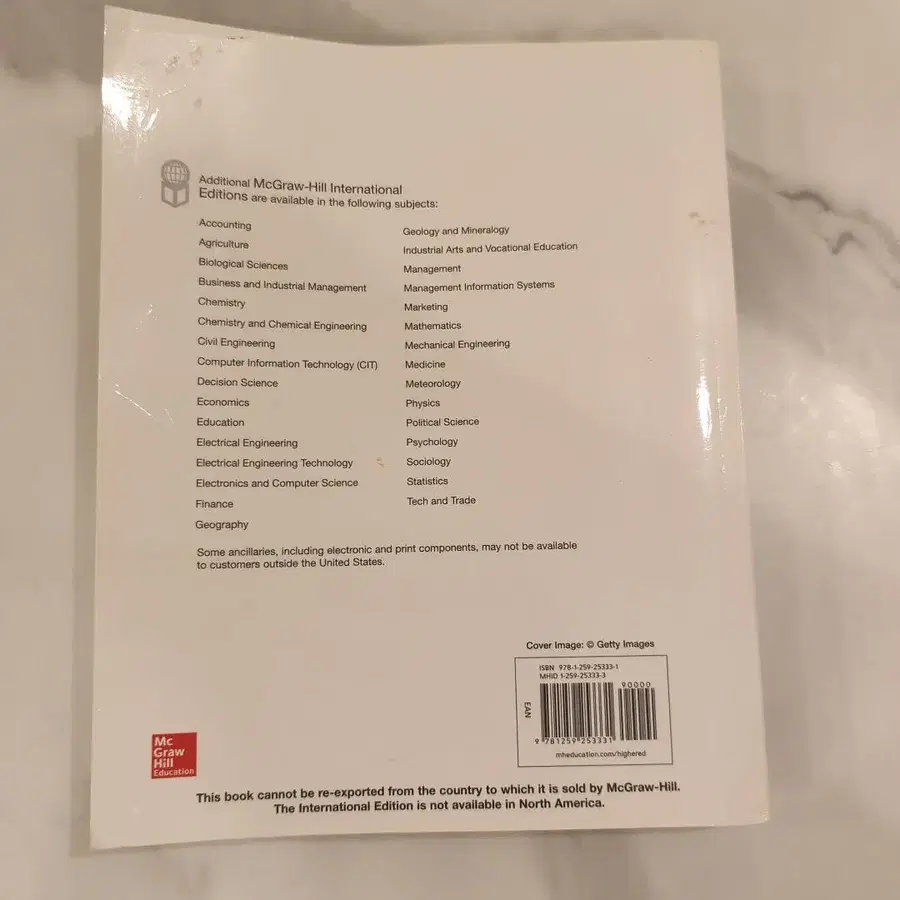 Additional McGraw-Hill International
Editions are available in the following subjects:
Accounting
Agriculture
Biological Sciences
Business and Industrial Management
Chemistry
Chemistry and Chemical Engineering
Civil Engineering
Computer Information Technology (CIT)
Decision Science
Economics
Education
Electrical Engineering
Electrical Engineering Technology
Electronics and Computer Science
Finance
Geography
Geology and Mineralogy
Industrial Arts and Vocational Education
Management
Management Information Systems
Marketing
Mathematics
Mechanical Engineering
Medicine
Meteorology
Physics
Political Science
Psychology
Sociology
Statistics
Tech and Trade
Some ancillaries, including electronic and print components, may not be available
to customers outside the United States.
Cover Image: © Getty Images
ISBN 978-1-259-25333-1
MHID 1-259-25333-3
90000
EAN
9 781259 253331
mheducation.com/highered
Mc
Graw
Hill
Education
This book cannot be re-exported from the country to which it is sold by McGraw-Hill.
The International Edition is not available in North America.